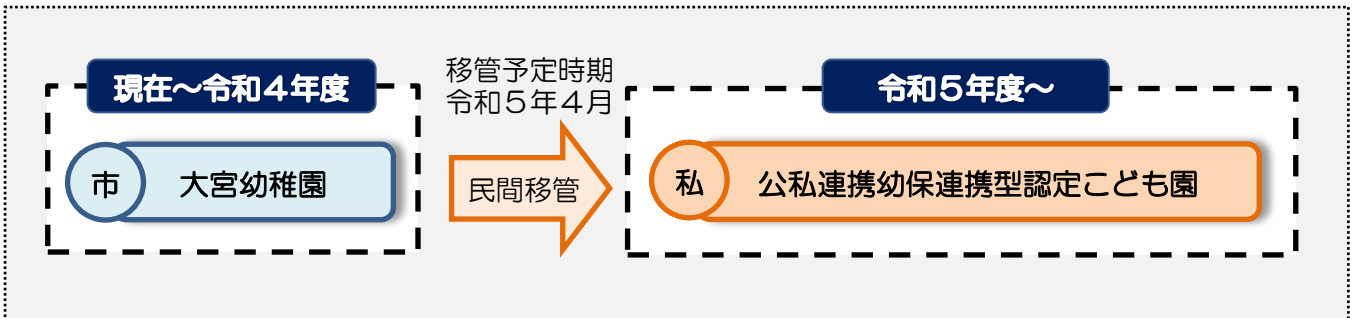 現在～令和４年度
市
大宮幼稚園
移管予定時期
令和５年４月
民間移管
令和５年度～
私
公私連携幼保連携型認定こども園